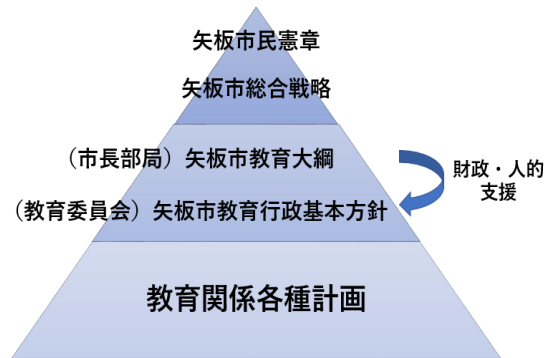 矢板市民憲章
矢板市総合戦略
（市長部局）矢板市教育大綱
（教育委員会）矢板市教育行政基本方針
財政・人的
支援
教育関係各種計画